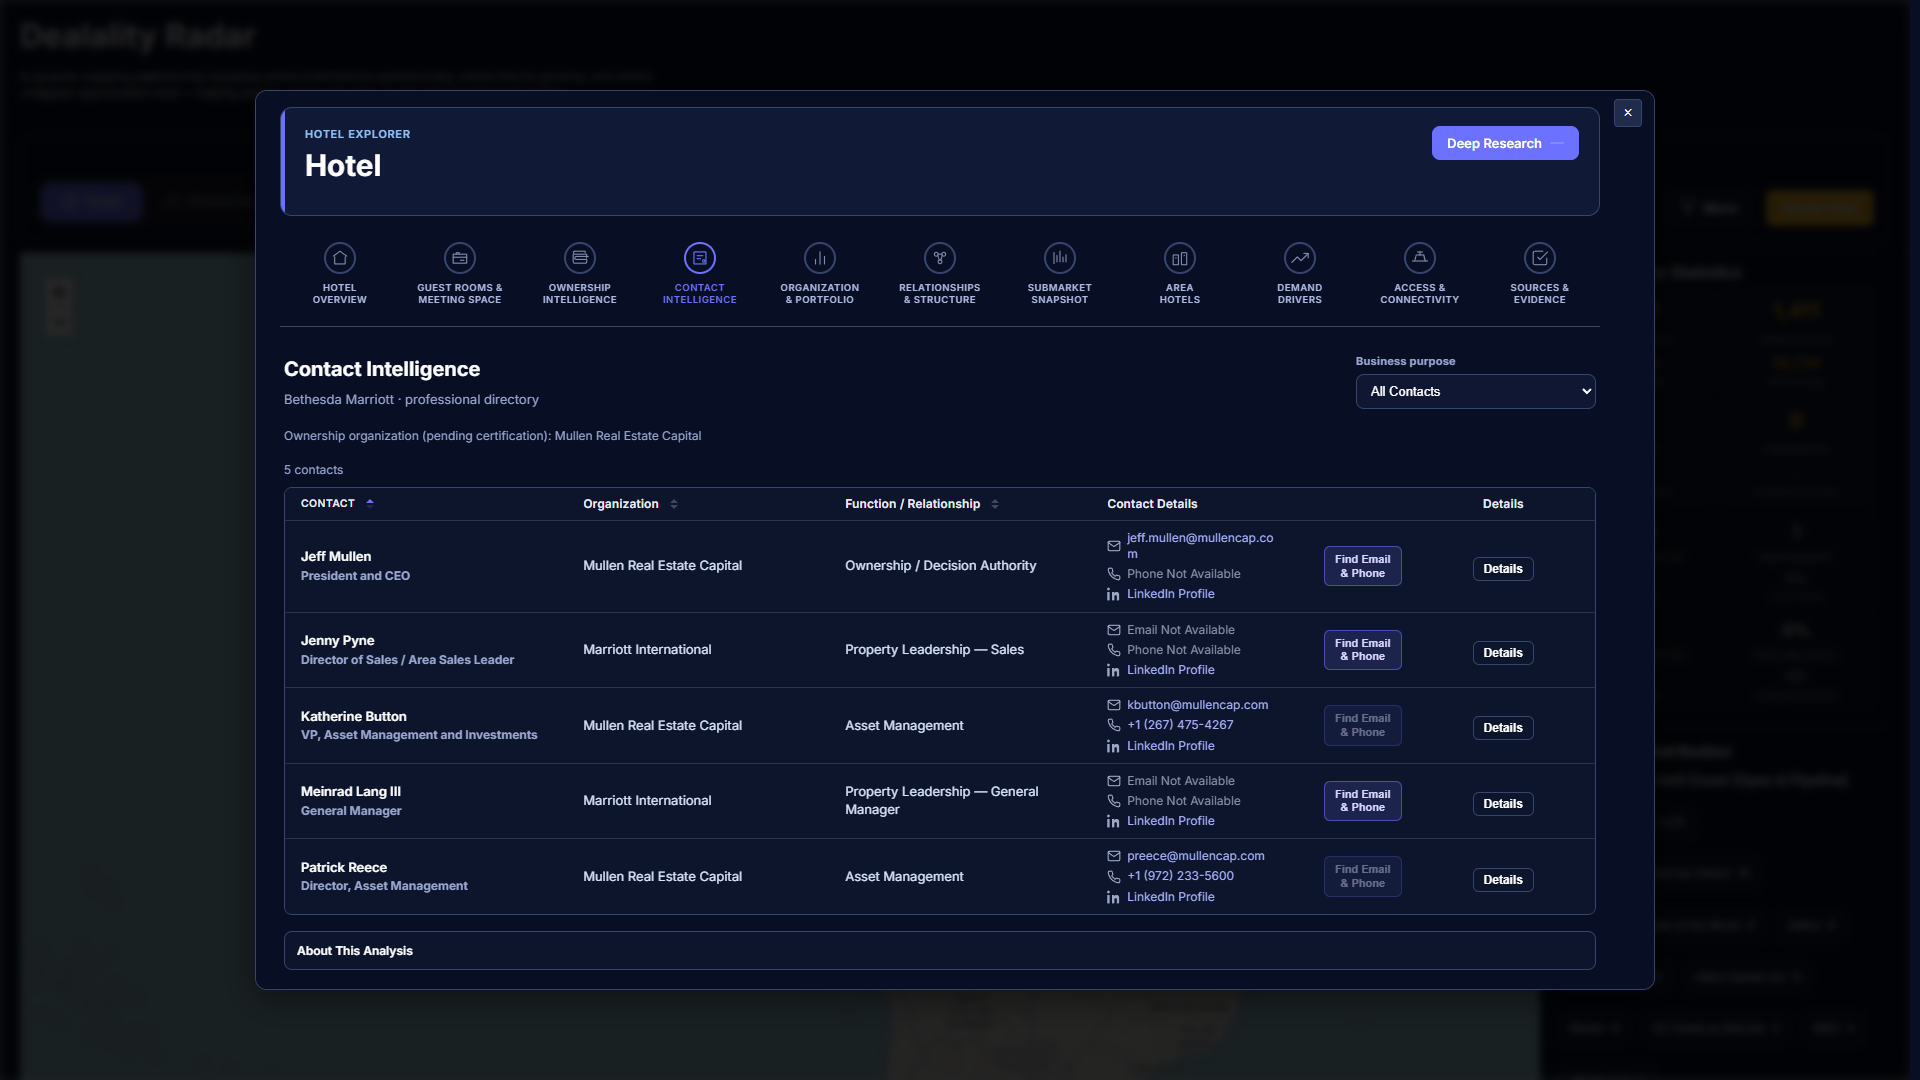 Deaality Radar
HOTEL EXPLORER
Hotel
Deep Research
×
HOTEL
OVERVIEW
GUEST ROOMS &
MEETING SPACE
OWNERSHIP
INTELLIGENCE
CONTACT
INTELLIGENCE
ORGANIZATION
& PORTFOLIO
RELATIONSHIPS
& STRUCTURE
SUBMARKET
SNAPSHOT
AREA
HOTELS
DEMAND
DRIVERS
ACCESS &
CONNECTIVITY
SOURCES &
EVIDENCE
Contact Intelligence
Bethesda Marriott · professional directory
Business purpose
All Contacts
Ownership organization (pending certification): Mullen Real Estate Capital
5 contacts
CONTACT Organization Function / Relationship Contact Details Details
Jeff Mullen
President and CEO
Mullen Real Estate Capital
Ownership / Decision Authority
jeff.mullen@mullencap.co
m
Phone Not Available
LinkedIn Profile
Find Email
& Phone
Details
Jenny Pyne
Director of Sales / Area Sales Leader
Marriott International
Property Leadership — Sales
Email Not Available
Phone Not Available
LinkedIn Profile
Find Email
& Phone
Details
Katherine Button
VP, Asset Management and Investments
Mullen Real Estate Capital
Asset Management
kbutton@mullencap.com
+1 (267) 475-4267
LinkedIn Profile
Find Email
& Phone
Details
Meinrad Lang III
General Manager
Marriott International
Property Leadership — General
Manager
Email Not Available
Phone Not Available
LinkedIn Profile
Find Email
& Phone
Details
Patrick Reece
Director, Asset Management
Mullen Real Estate Capital
Asset Management
preece@mullencap.com
+1 (972) 233-5600
LinkedIn Profile
Find Email
& Phone
Details
About This Analysis